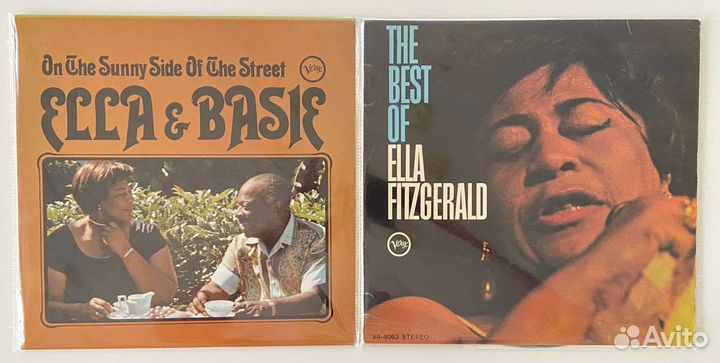 On The Sunny Side Of The Street
Verve
ELLA & BASIE
THE
BEST
OF
ELLA
FITZGERALD
Verve
V6-4063 STEREO
Avito